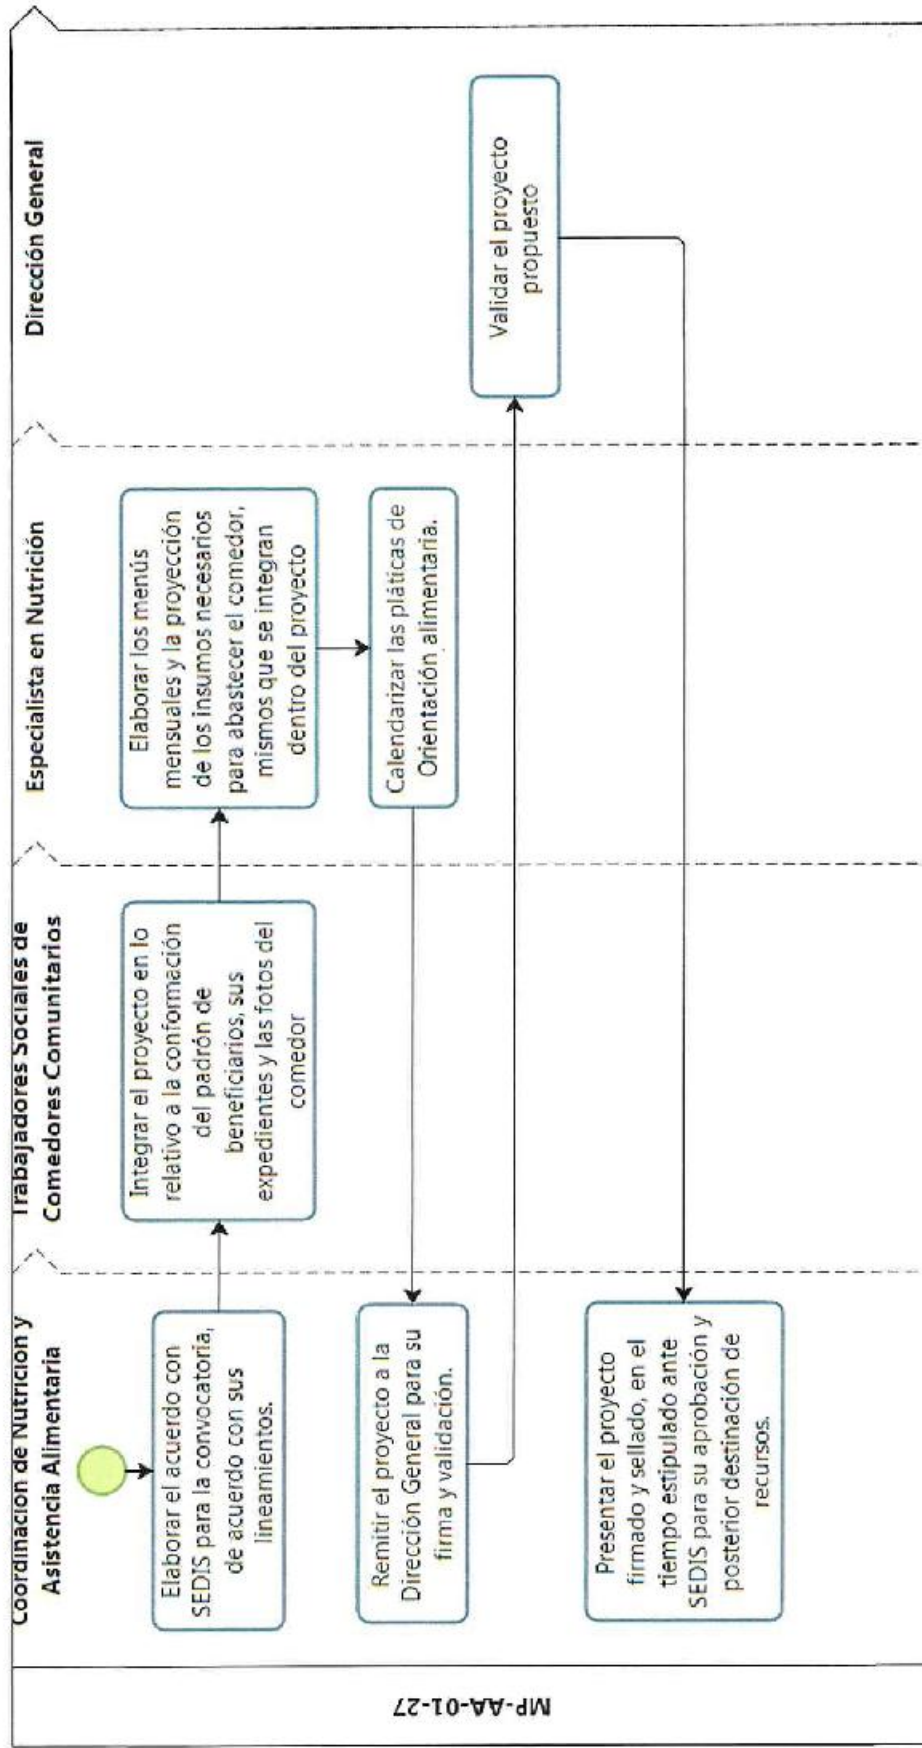 MP-AA-01-27
Coordinacion de Nutricion y
Asistencia Alimentaria
Trabajadores Sociales de
Comedores Comunitarios
Especialista en Nutrición
Dirección General
Elaborar el acuerdo con
SEDIS para la convocatoria,
de acuerdo con sus
lineamientos.
Integrar el proyecto en lo
relativo a la conformación
del padrón de
beneficiarios, sus
expedientes y las fotos del
comedor
Elaborar los menús
mensuales y la proyección
de los insumos necesarios
para abastecer el comedor,
mismos que se integran
dentro del proyecto
Calendarizar las pláticas de
Orientación alimentaria.
Remitir el proyecto a la
Dirección General para su
firma y validación.
Validar el proyecto
propuesto
Presentar el proyecto
firmado y sellado, en el
tiempo estipulado ante
SEDIS para su aprobación y
posterior destinación de
recursos.